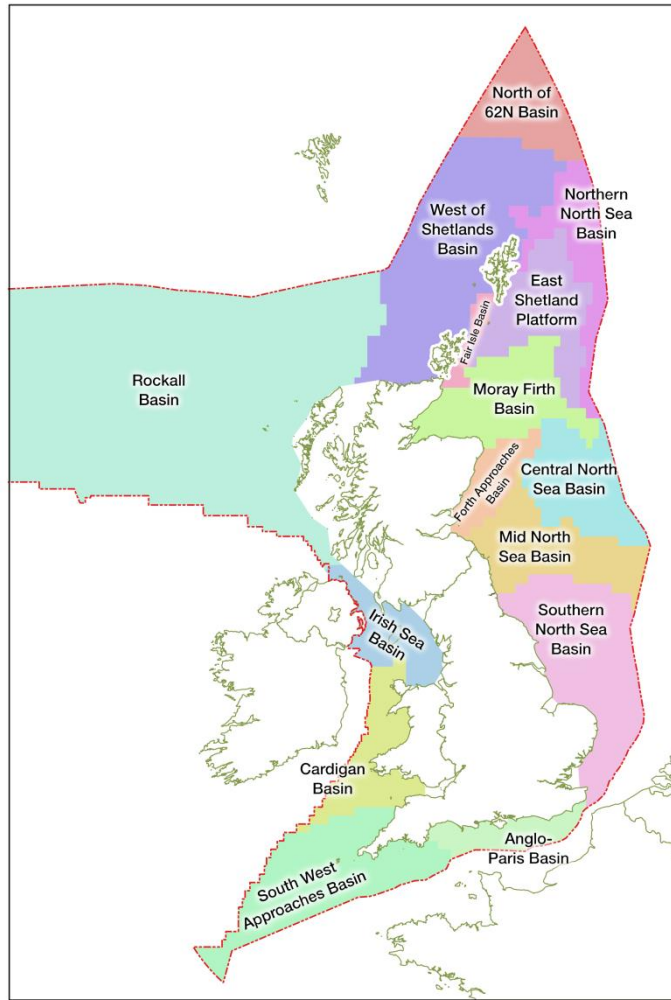 North of
62N Basin
Northern
North Sea
Basin
West of
Shetlands
Basin
East
Shetland
Platform
Fair Isle Basin
Rockall
Basin
Moray Firth
Basin
Forth Approaches
Basin
Central North
Sea Basin
Mid North
Sea Basin
Southern
North Sea
Basin
Irish Sea
Basin
Cardigan
Basin
Anglo-
Paris Basin
South West
Approaches Basin